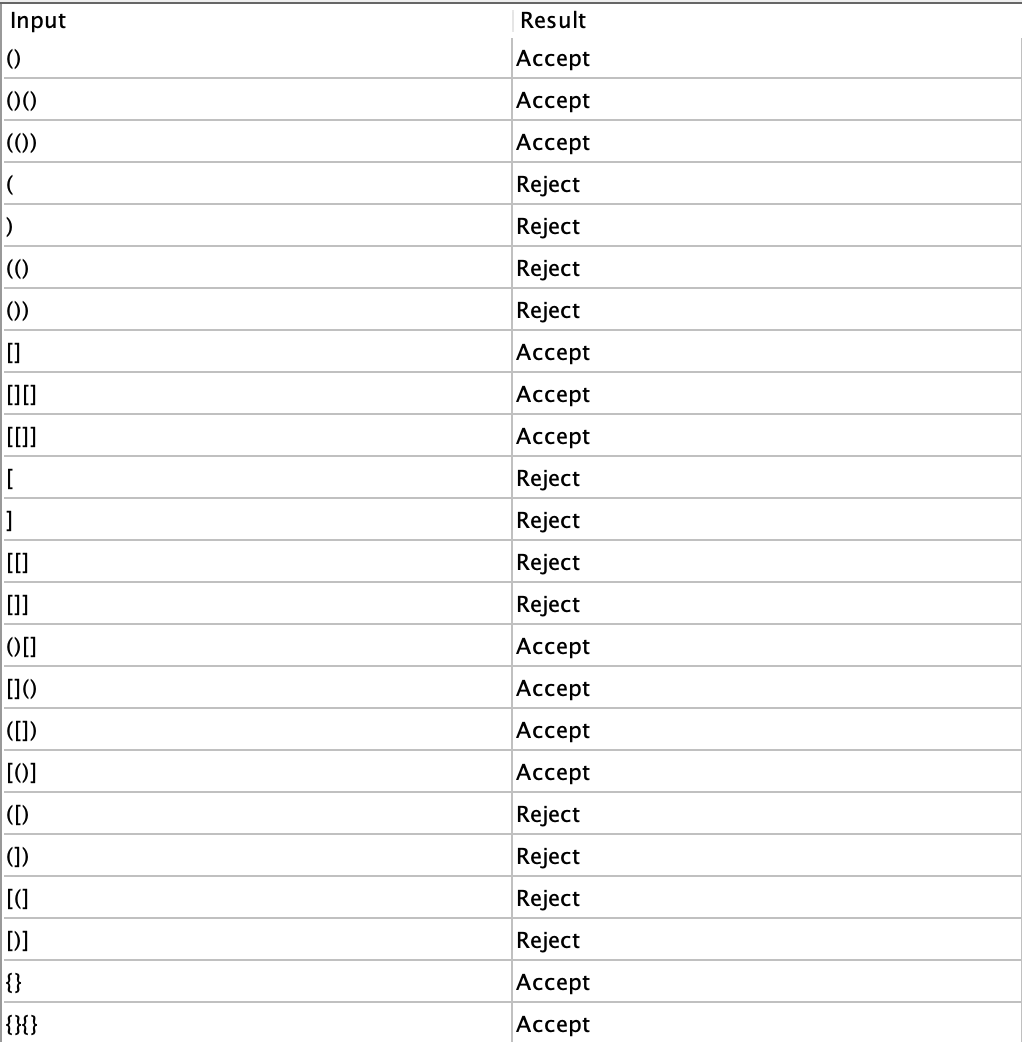 Input Result
() Accept
()() Accept
(()) Accept
( Reject
) Reject
(() Reject
()) Reject
[] Accept
[][] Accept
[[]] Accept
[ Reject
] Reject
[[] Reject
[]] Reject
()[] Accept
[]() Accept
([]) Accept
[()] Accept
([) Reject
(]) Reject
[(] Reject
[)] Reject
{} Accept
{}{} Accept